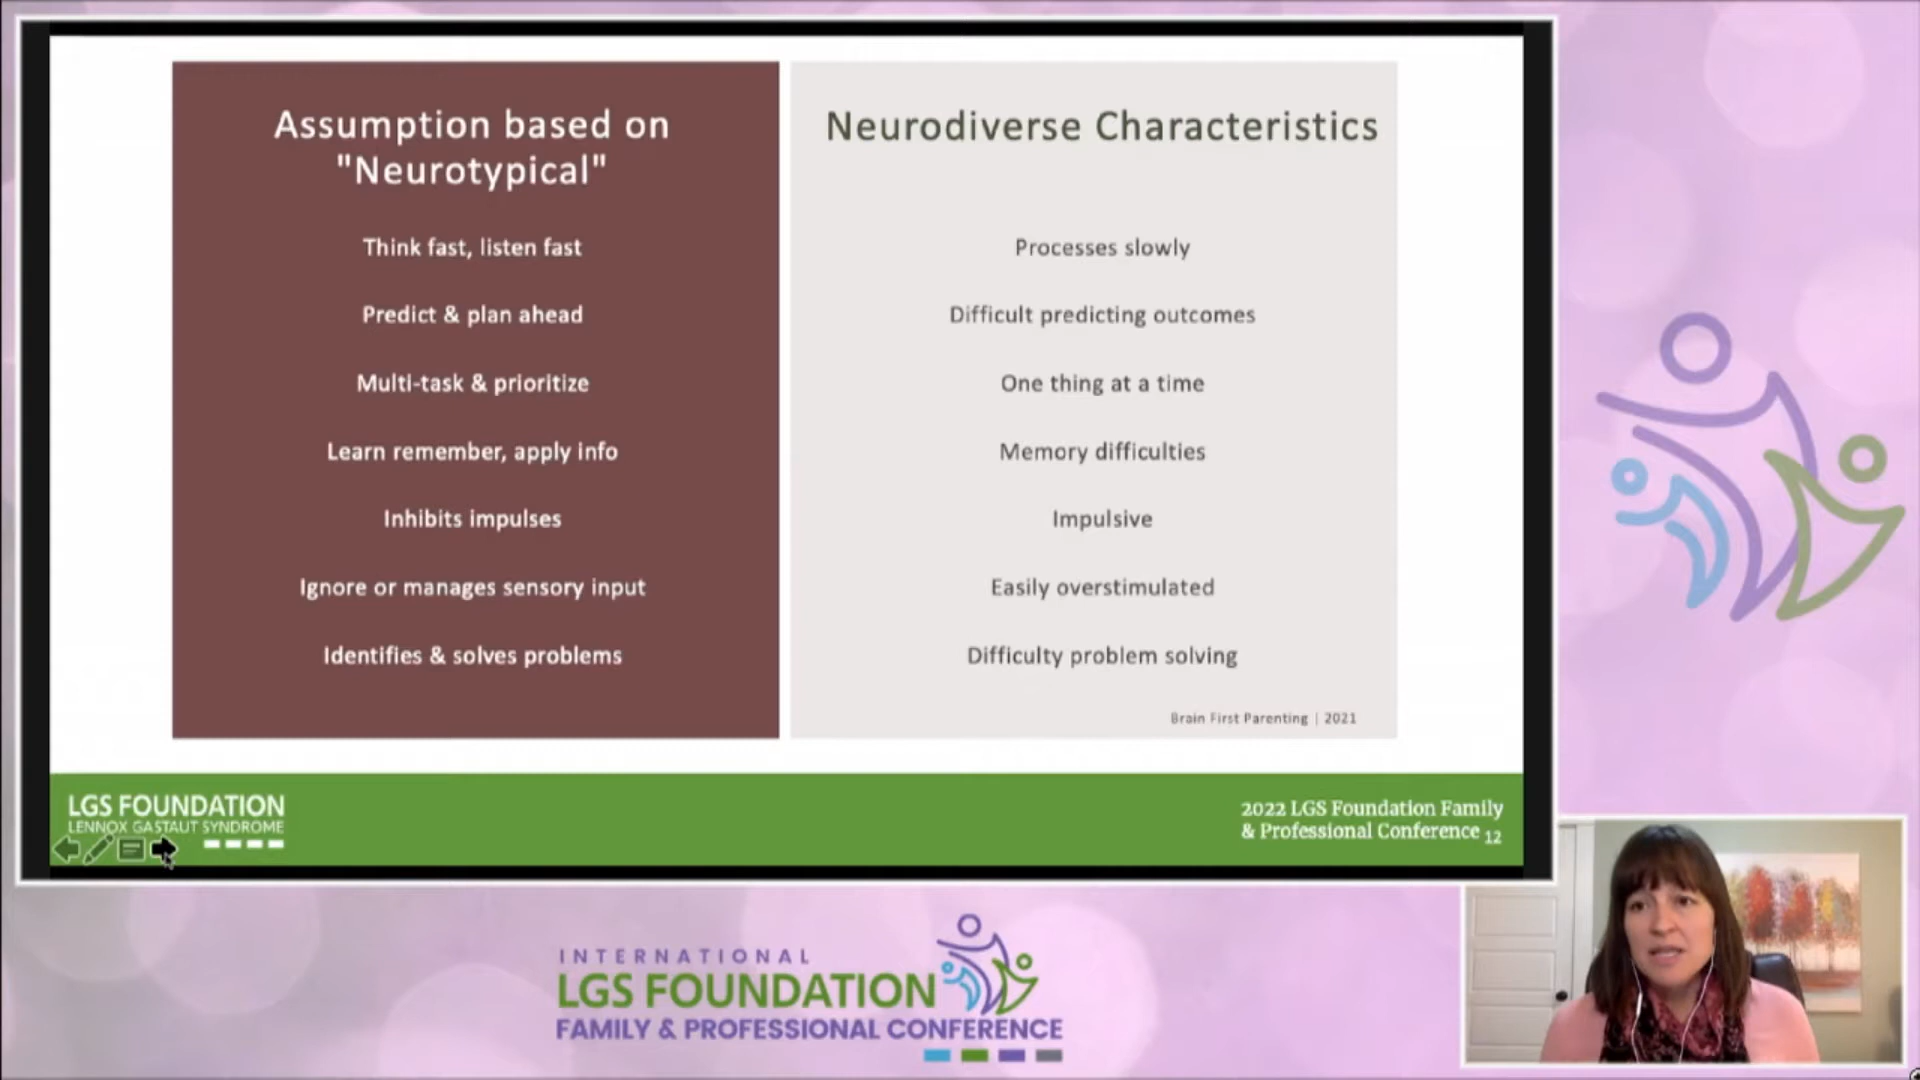 Assumption based on
"Neurotypical"
Think fast, listen fast
Predict & plan ahead
Multi-task & prioritize
Learn remember, apply info
Inhibits impulses
Ignore or manages sensory input
Identifies & solves problems
Neurodiverse Characteristics
Processes slowly
Difficult predicting outcomes
One thing at a time
Memory difficulties
Impulsive
Easily overstimulated
Difficulty problem solving
Brain First Parenting | 2021
LGS FOUNDATION
LENNOX GASTAUT SYNDROME
2022 LGS Foundation Family
& Professional Conference 12
INTERNATIONAL
LGS FOUNDATION
FAMILY & PROFESSIONAL CONFERENCE